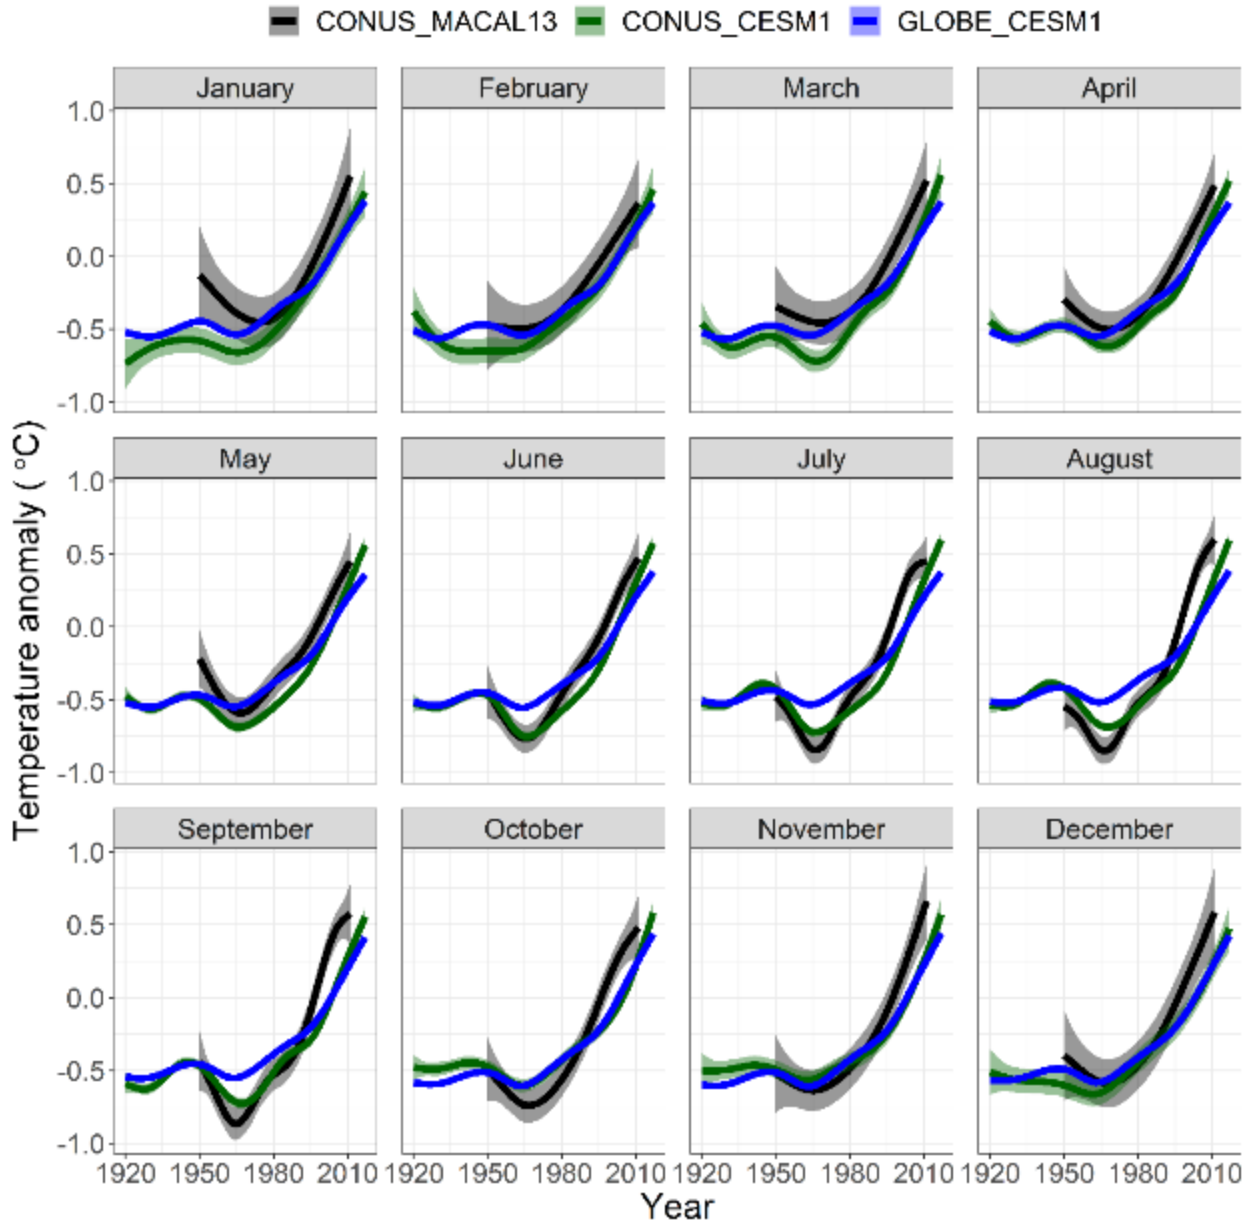 CONUS_MACAL13 CONUS_CESM1 GLOBE_CESM1
January February March April
1.0
0.5
0.0
-0.5
-1.0
May June July August
1.0
0.5
0.0
-0.5
-1.0
September October November December
1.0
0.5
0.0
-0.5
-1.0
1920 1950 1980 2010 1920 1950 1980 2010 1920 1950 1980 2010 1920 1950 1980 2010
Year
Temperature anomaly ( °C)